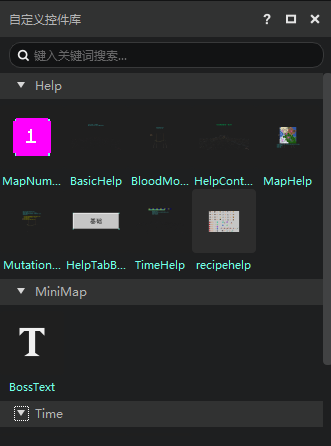 自定义控件库
键入关键词搜索...
Help
1
MapNum... BasicHelp BloodMo... HelpCont... MapHelp
基础
Mutation... HelpTabB... TimeHelp recipehelp
MiniMap
T
BossText
Time